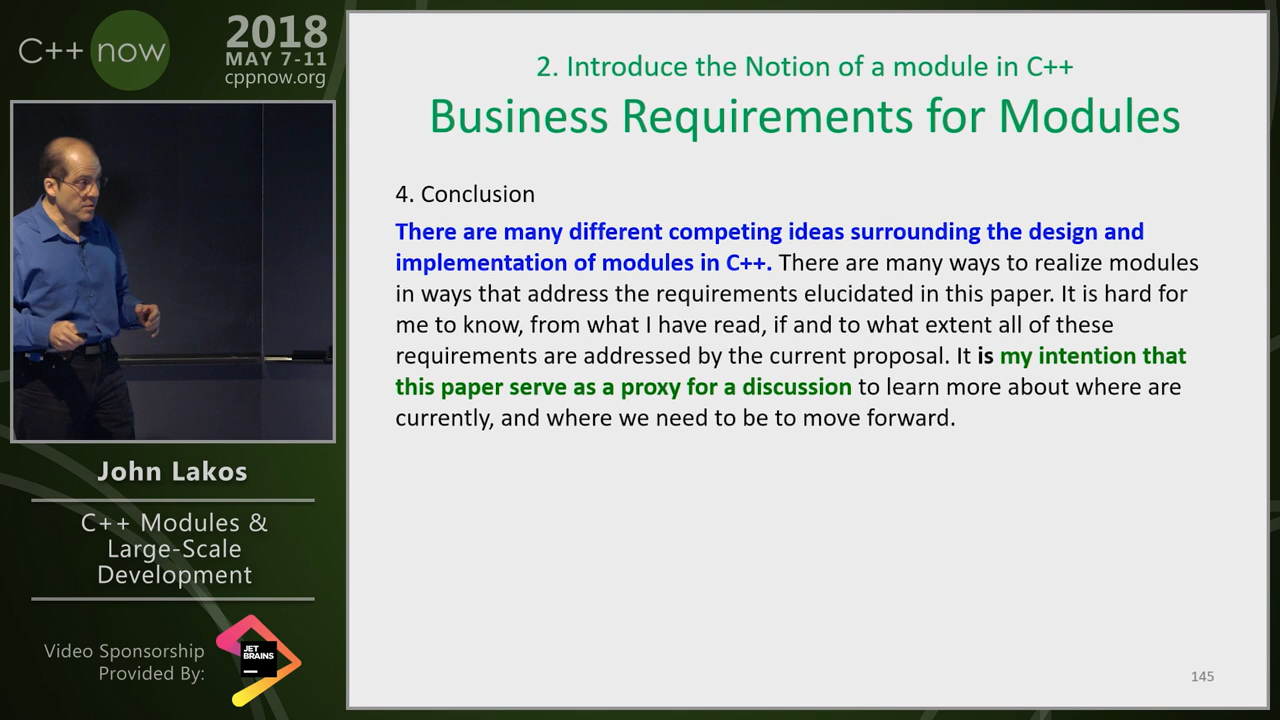 C++ now
2018
MAY 7-11
cppnow.org
John Lakos
C++ Modules &
Large-Scale
Development
Video Sponsorship
Provided By:
JET
BRAINS
2. Introduce the Notion of a module in C++
Business Requirements for Modules
4. Conclusion
There are many different competing ideas surrounding the design and
implementation of modules in C++. There are many ways to realize modules
in ways that address the requirements elucidated in this paper. It is hard for
me to know, from what I have read, if and to what extent all of these
requirements are addressed by the current proposal. It is my intention that
this paper serve as a proxy for a discussion to learn more about where are
currently, and where we need to be to move forward.
145